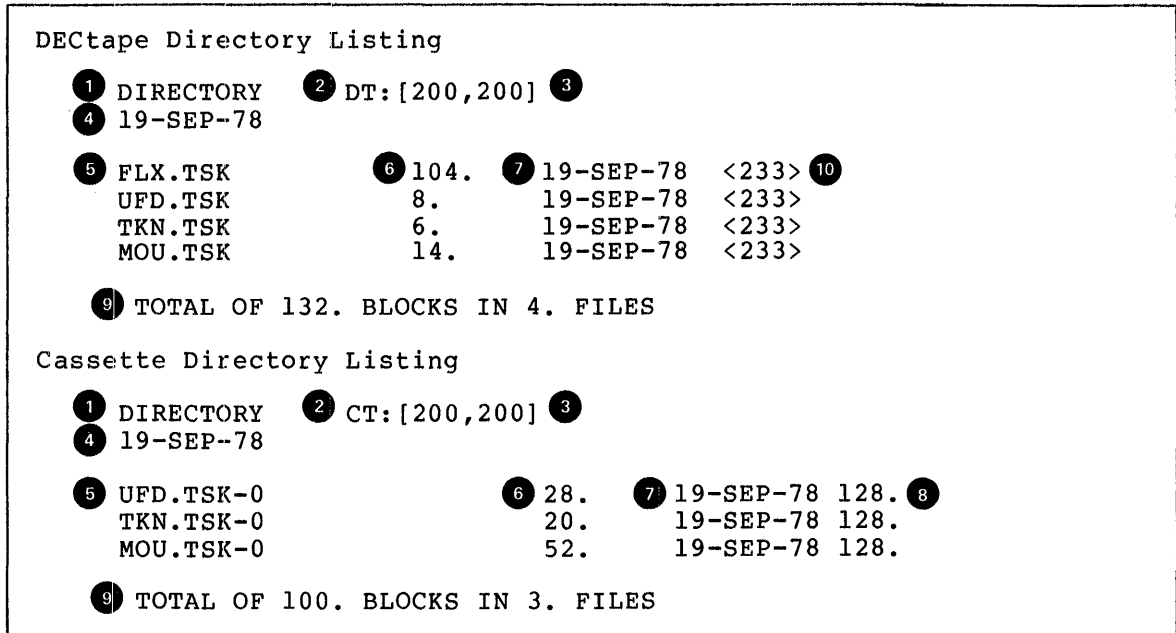 DECtape Directory Listing
1 DIRECTORY 2 DT:[200,200] 3
4 19-SEP-78
5 FLX.TSK 6 104. 7 19-SEP-78 <233> 10
UFD.TSK 8. 19-SEP-78 <233>
TKN.TSK 6. 19-SEP-78 <233>
MOU.TSK 14. 19-SEP-78 <233>
9 TOTAL OF 132. BLOCKS IN 4. FILES
Cassette Directory Listing
1 DIRECTORY 2 CT:[200,200] 3
4 19-SEP-78
5 UFD.TSK-0 6 28. 7 19-SEP-78 128. 8
TKN.TSK-0 20. 19-SEP-78 128.
MOU.TSK-0 52. 19-SEP-78 128.
9 TOTAL OF 100. BLOCKS IN 3. FILES